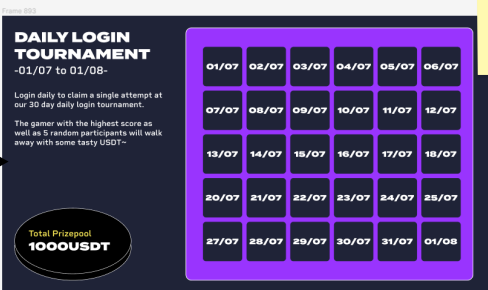 Frame 893
DAILY LOGIN
TOURNAMENT
-01/07 to 01/08-
Login daily to claim a single attempt at
our 30 day daily login tournament.
The gamer with the highest score as
well as 5 random participants will walk
away with some tasty USDT~
Total Prizepool
1000USDT
01/07 02/07 03/07 04/07 05/07 06/07
07/07 08/07 09/07 10/07 11/07 12/07
13/07 14/07 15/07 16/07 17/07 18/07
20/07 21/07 22/07 23/07 24/07 25/07
27/07 28/07 29/07 30/07 31/07 01/08